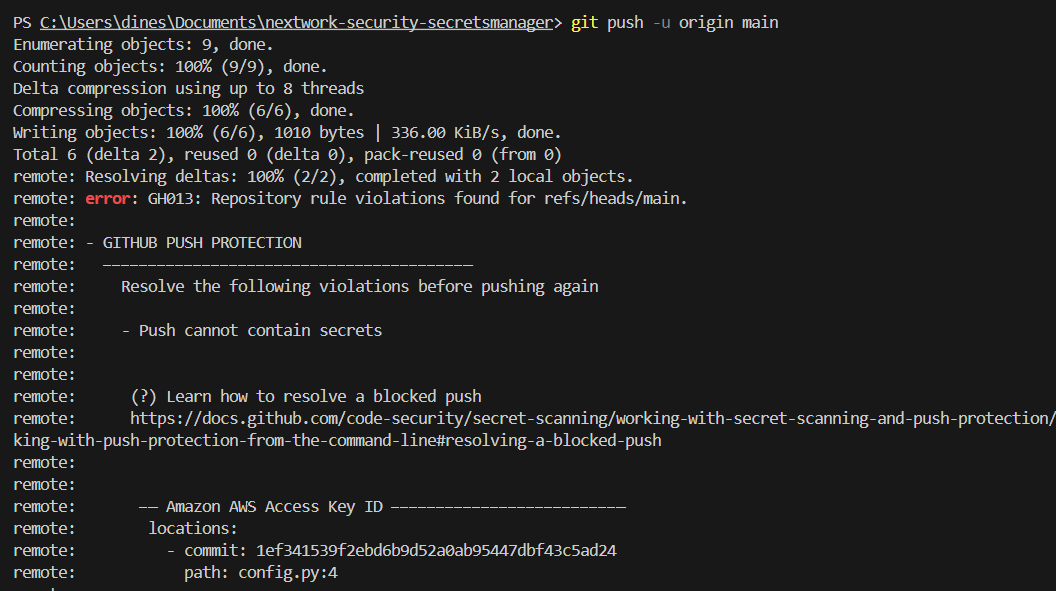 PS C:\Users\dines\Documents\nextwork-security-secretsmanager> git push -u origin main
Enumerating objects: 9, done.
Counting objects: 100% (9/9), done.
Delta compression using up to 8 threads
Compressing objects: 100% (6/6), done.
Writing objects: 100% (6/6), 1010 bytes | 336.00 KiB/s, done.
Total 6 (delta 2), reused 0 (delta 0), pack-reused 0 (from 0)
remote: Resolving deltas: 100% (2/2), completed with 2 local objects.
remote: error: GH013: Repository rule violations found for refs/heads/main.
remote:
remote: - GITHUB PUSH PROTECTION
remote:   —————————————————————————————————————————
remote:     Resolve the following violations before pushing again
remote:
remote:     - Push cannot contain secrets
remote:
remote:
remote:      (?) Learn how to resolve a blocked push
remote:      https://docs.github.com/code-security/secret-scanning/working-with-secret-scanning-and-push-protection/
king-with-push-protection-from-the-command-line#resolving-a-blocked-push
remote:
remote:
remote:       —— Amazon AWS Access Key ID ——————————————————————————
remote:        locations:
remote:          - commit: 1ef341539f2ebd6b9d52a0ab95447dbf43c5ad24
remote:            path: config.py:4